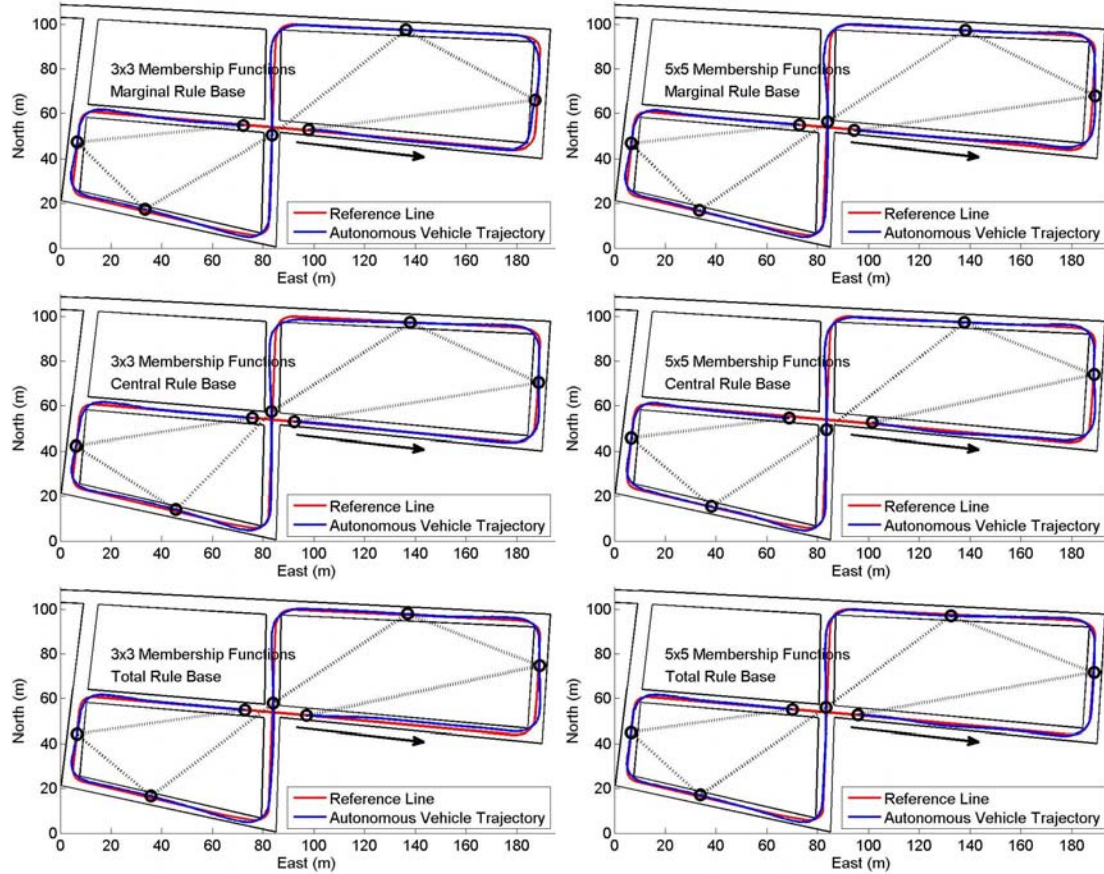 100
80
60
40
20
0
North (m)
3x3 Membership Functions
Marginal Rule Base
Reference Line
Autonomous Vehicle Trajectory
0 20 40 60 80 100 120 140 160 180
East (m)
100
80
60
40
20
0
North (m)
5x5 Membership Functions
Marginal Rule Base
Reference Line
Autonomous Vehicle Trajectory
0 20 40 60 80 100 120 140 160 180
East (m)
100
80
60
40
20
0
North (m)
3x3 Membership Functions
Central Rule Base
Reference Line
Autonomous Vehicle Trajectory
0 20 40 60 80 100 120 140 160 180
East (m)
100
80
60
40
20
0
North (m)
5x5 Membership Functions
Central Rule Base
Reference Line
Autonomous Vehicle Trajectory
0 20 40 60 80 100 120 140 160 180
East (m)
100
80
60
40
20
0
North (m)
3x3 Membership Functions
Total Rule Base
Reference Line
Autonomous Vehicle Trajectory
0 20 40 60 80 100 120 140 160 180
East (m)
100
80
60
40
20
0
North (m)
5x5 Membership Functions
Total Rule Base
Reference Line
Autonomous Vehicle Trajectory
0 20 40 60 80 100 120 140 160 180
East (m)